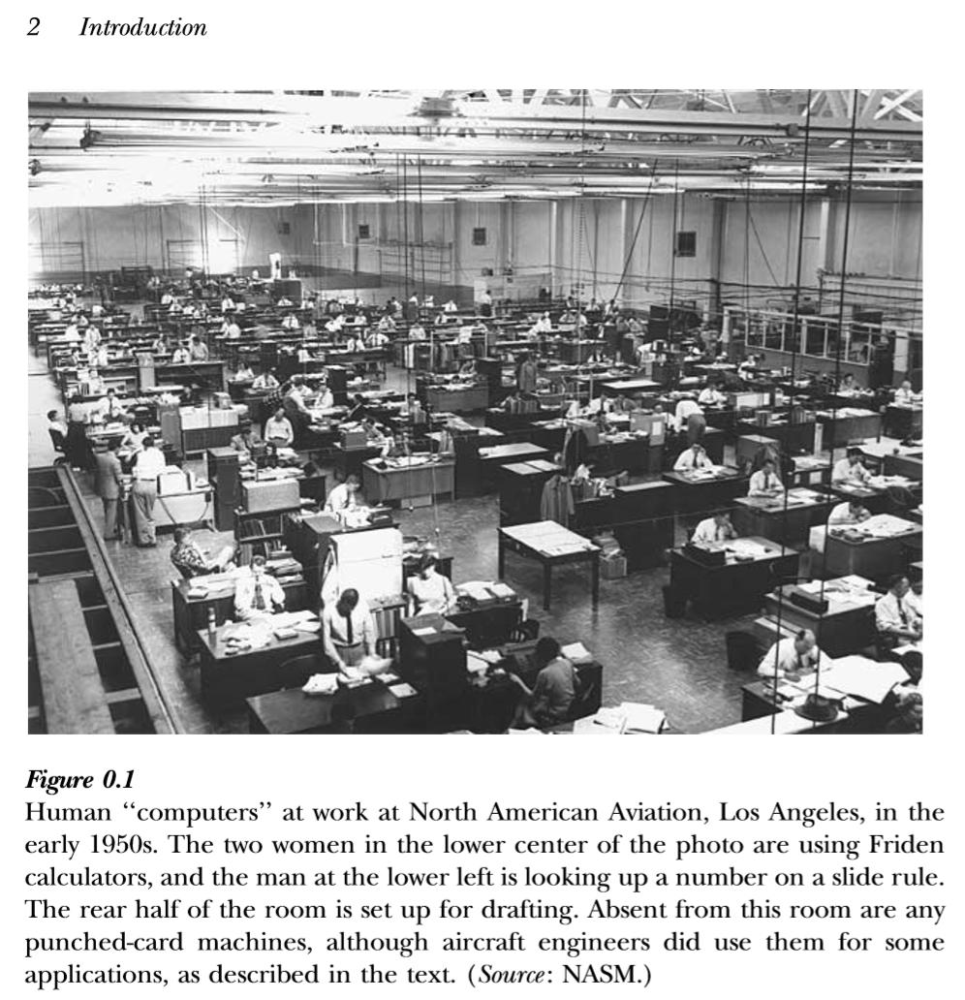 2 Introduction
Figure 0.1
Human “computers” at work at North American Aviation, Los Angeles, in the
early 1950s. The two women in the lower center of the photo are using Friden
calculators, and the man at the lower left is looking up a number on a slide rule.
The rear half of the room is set up for drafting. Absent from this room are any
punched-card machines, although aircraft engineers did use them for some
applications, as described in the text. (Source: NASM.)